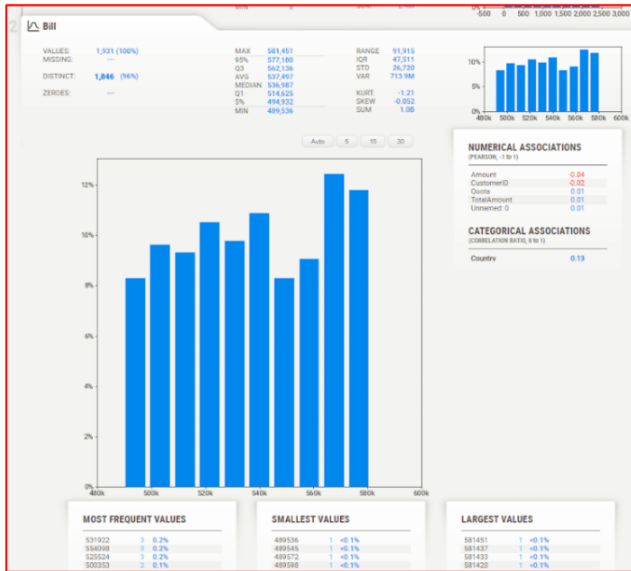 2
Bill
VALUES: 1,931 (100%)
MISSING: ---
DISTINCT: 1,846 (96%)
ZEROES: ---
MAX 581,451
95% 577,180
Q3 562,136
AVG 537,497
MEDIAN 536,987
Q1 514,625
5% 494,932
MIN 489,536
RANGE 91,915
IQR 47,511
STD 26,720
VAR 713.9M
KURT. -1.21
SKEW -0.052
SUM 1.0B
Auto 5 15 30
-500 0 500 1,000 1,500 2,000 2,500 3,000
10%
5%
0%
480k 500k 520k 540k 560k 580k 600k
NUMERICAL ASSOCIATIONS
(PEARSON, -1 to 1)
Amount -0.04
CustomerID -0.02
Quota 0.01
TotalAmount 0.01
Unnamed: 0 0.01
CATEGORICAL ASSOCIATIONS
(CORRELATION RATIO, 0 to 1)
Country 0.13
12%
10%
8%
6%
4%
2%
0%
480k 500k 520k 540k 560k 580k 600k
MOST FREQUENT VALUES
531922 3 0.2%
554098 3 0.2%
525524 3 0.2%
500353 2 0.1%
SMALLEST VALUES
489536 1 <0.1%
489545 1 <0.1%
489572 1 <0.1%
489598 1 <0.1%
LARGEST VALUES
581451 1 <0.1%
581437 1 <0.1%
581433 1 <0.1%
581428 1 <0.1%